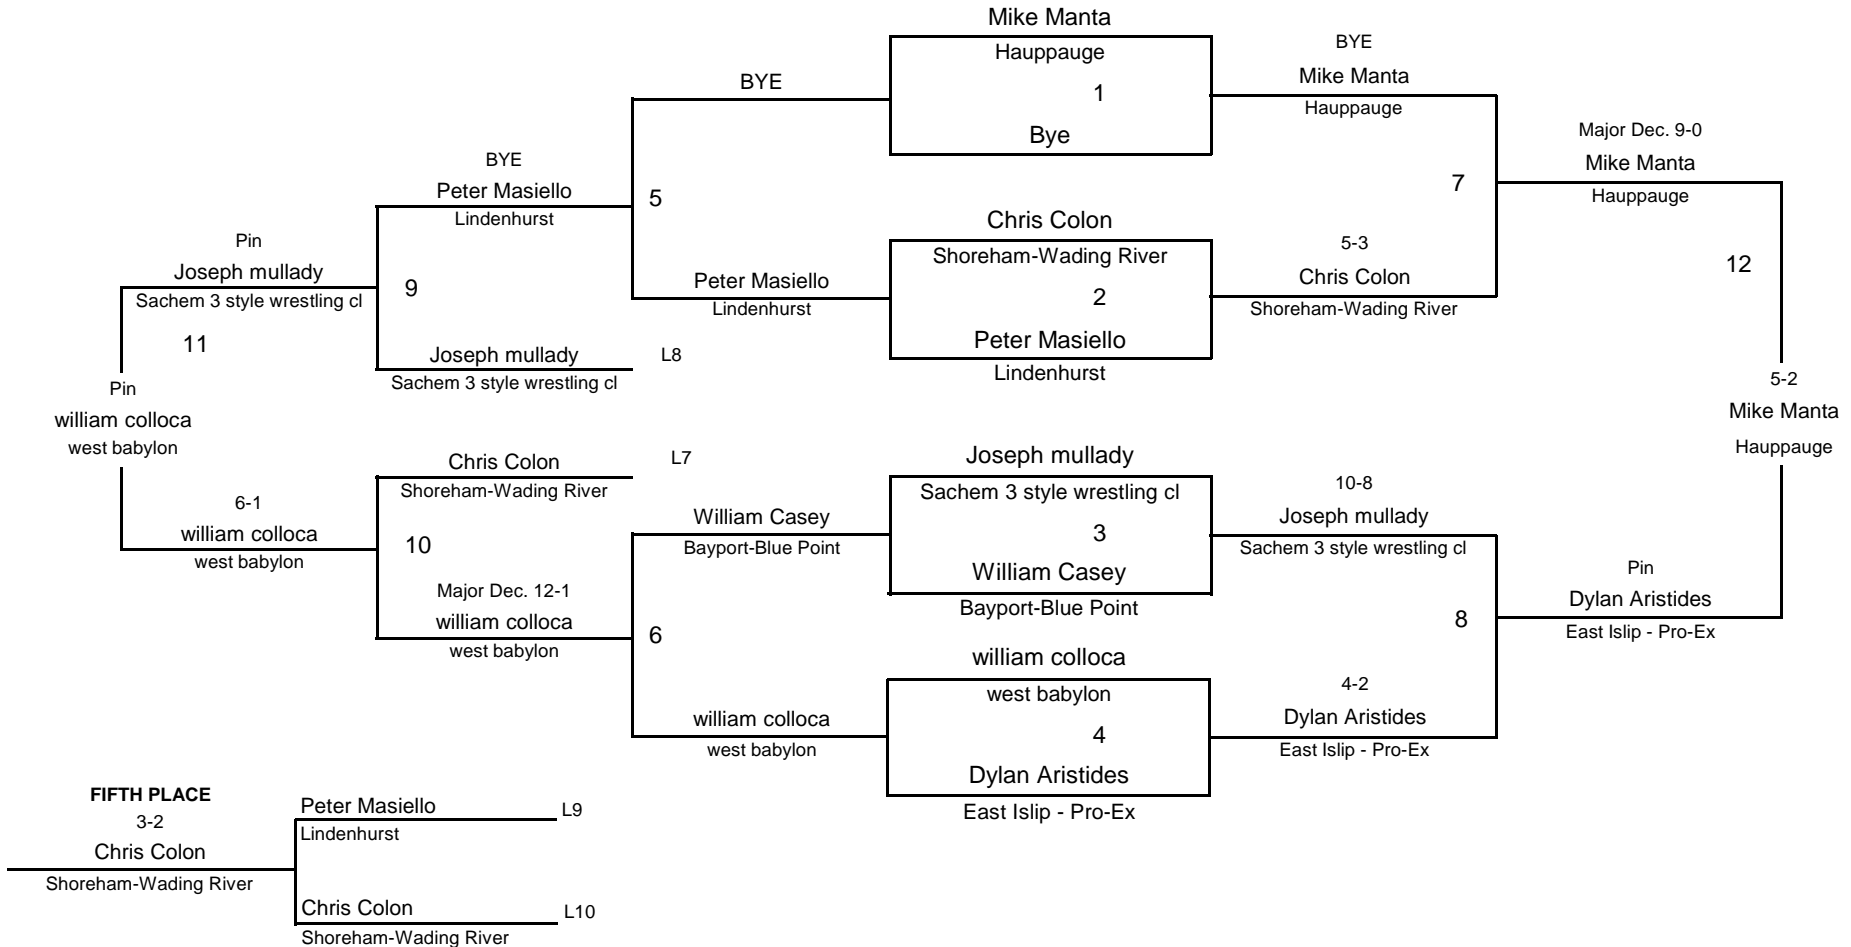 Mike Manta
Hauppauge
1
Bye
BYE
Mike Manta
Hauppauge
BYE
Major Dec. 9-0
Mike Manta
Hauppauge
7
12
BYE
Peter Masiello
Lindenhurst
5
Chris Colon
Shoreham-Wading River
2
Peter Masiello
Lindenhurst
5-3
Chris Colon
Shoreham-Wading River
Pin
Joseph mullady
Sachem 3 style wrestling cl
9
Peter Masiello
Lindenhurst
11
Joseph mullady
Sachem 3 style wrestling cl
L8
Pin
william colloca
west babylon
5-2
Mike Manta
Hauppauge
Chris Colon
Shoreham-Wading River
L7
Joseph mullady
Sachem 3 style wrestling cl
3
William Casey
Bayport-Blue Point
10-8
Joseph mullady
Sachem 3 style wrestling cl
6-1
william colloca
west babylon
10
William Casey
Bayport-Blue Point
Major Dec. 12-1
william colloca
west babylon
6
8
Pin
Dylan Aristides
East Islip - Pro-Ex
william colloca
west babylon
4
Dylan Aristides
East Islip - Pro-Ex
william colloca
west babylon
4-2
Dylan Aristides
East Islip - Pro-Ex
FIFTH PLACE
3-2
Chris Colon
Shoreham-Wading River
Peter Masiello
Lindenhurst
L9
Chris Colon
Shoreham-Wading River
L10